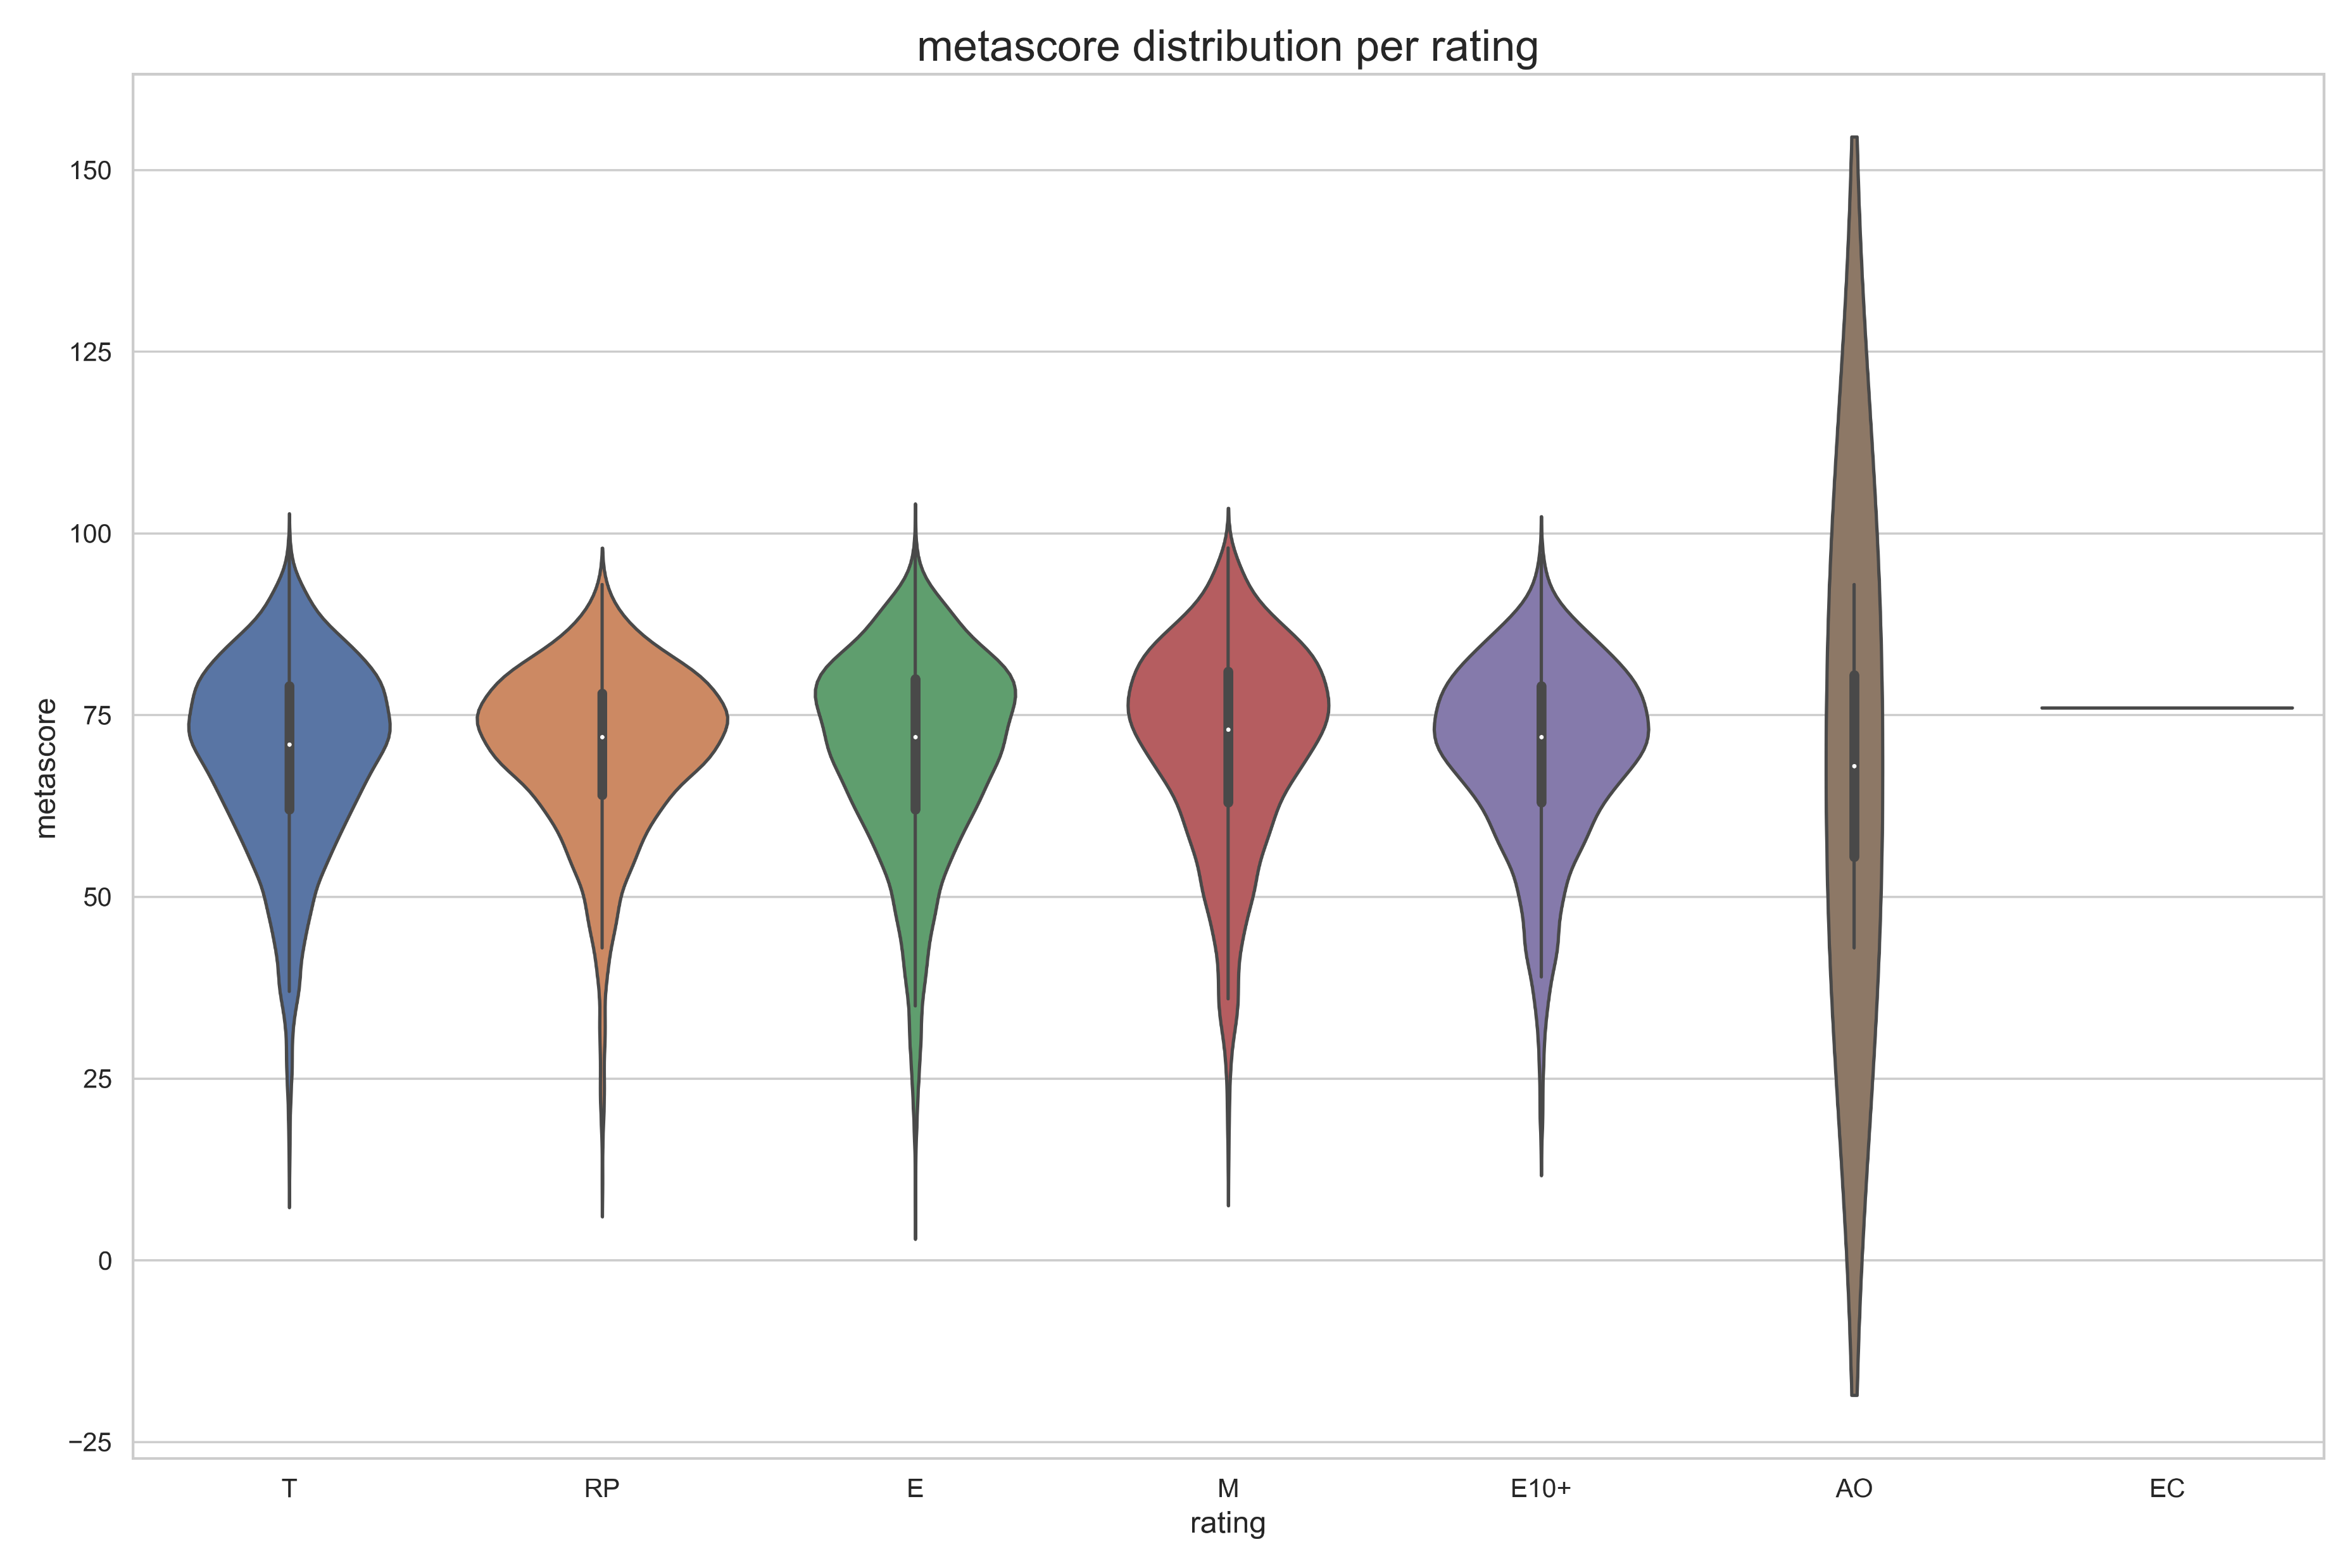 metascore distribution per rating
150
125
100
75
50
25
0
−25
metascore
T
RP
E
M
E10+
AO
EC
rating